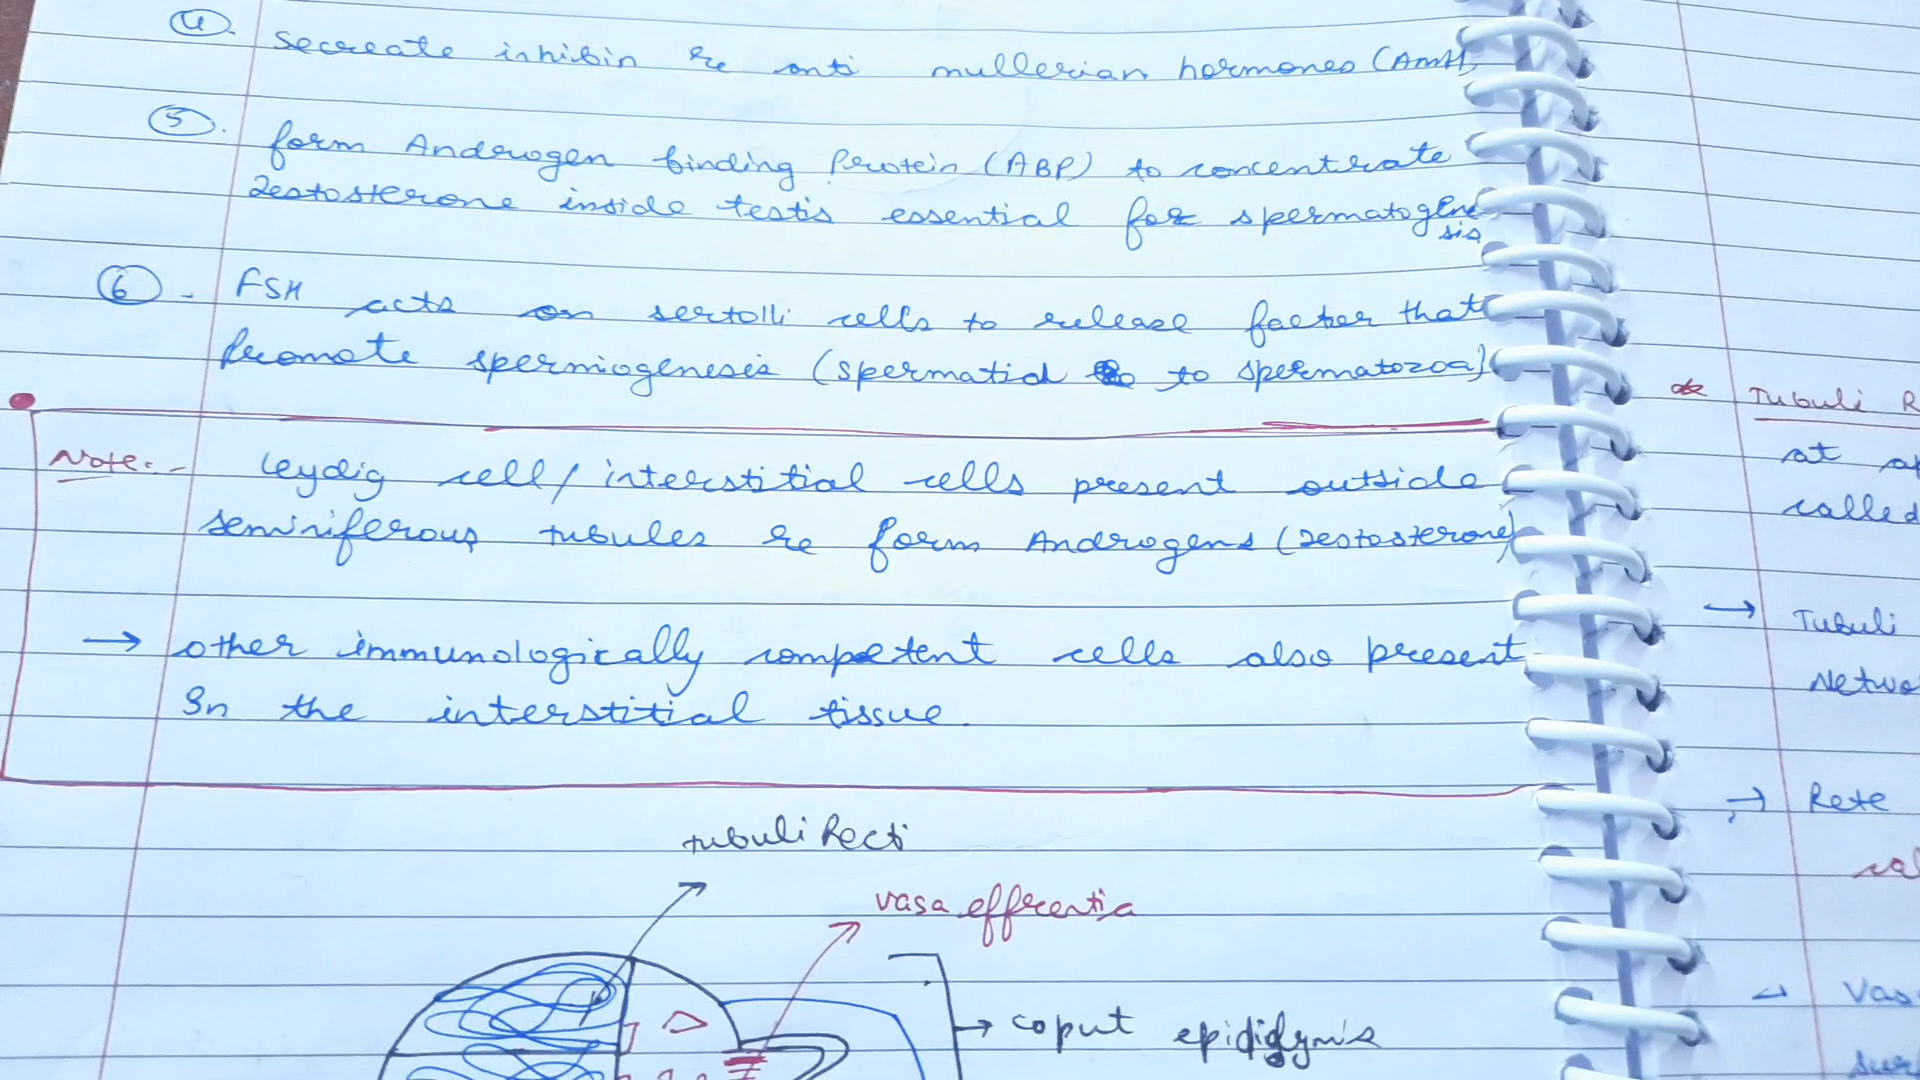 4. secreate inhibin & anti mullerian hormones (AMH)
5. form Androgen binding Protein (ABP) to concentrate
testosterone inside testis essential for spermatogene
sis
6. - FSH acts on sertolli cells to release facter that
Promote spermiogenesis (spermatid to spermatozoa)
Note:- Leydig cell/interstitial cells present outside
seminiferous tubules & form Androgens (testosterone)
→ other immunologically competent cells also present
In the interstitial tissue.
tubuli Recti
vasa effrentia
→ coput epididymis
Tubuli R
at
called
→ Tubuli
Netwo
→ Rete
Vas